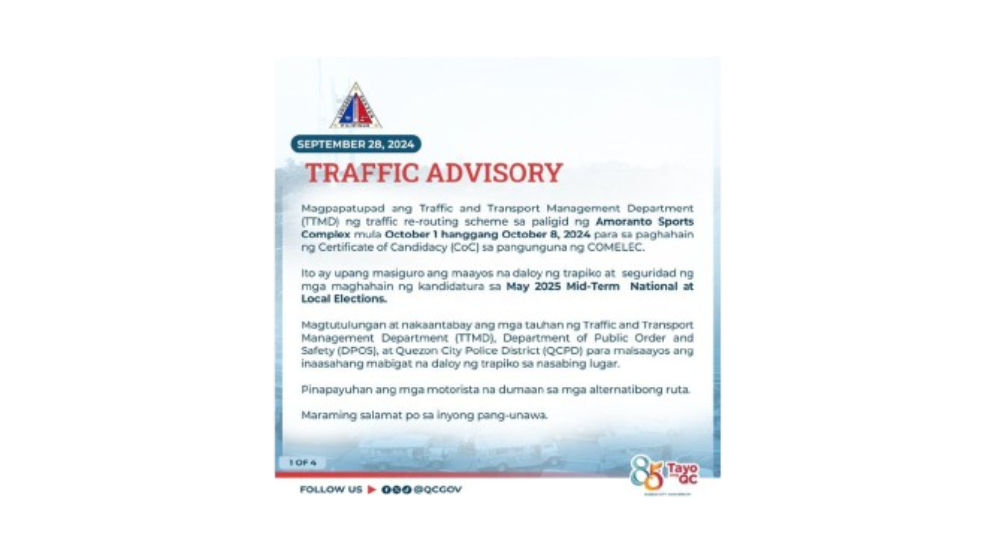 SEPTEMBER 28, 2024
TRAFFIC ADVISORY
Magpapatupad ang Traffic and Transport Management Department
(TTMD) ng traffic re-routing scheme sa paligid ng Amoranto Sports
Complex mula October 1 hanggang October 8, 2024 para sa paghahain
ng Certificate of Candidacy (CoC) sa pangunguna ng COMELEC.
Ito ay upang masiguro ang maayos na daloy ng trapiko at seguridad ng
mga maghahain ng kandidatura sa May 2025 Mid-Term National at
Local Elections.
Magtutulungan at nakaantabay ang mga tauhan ng Traffic and Transport
Management Department (TTMD), Department of Public Order and
Safety (DPOS), at Quezon City Police District (QCPD) para maisaayos ang
inaasahang mabigat na daloy ng trapiko sa nasabing lugar.
Pinapayuhan ang mga motorista na dumaan sa mga alternatibong ruta.
Maraming salamat po sa inyong pang-unawa.
1 OF 4
FOLLOW US @QCGOV
85 Tayo
QC